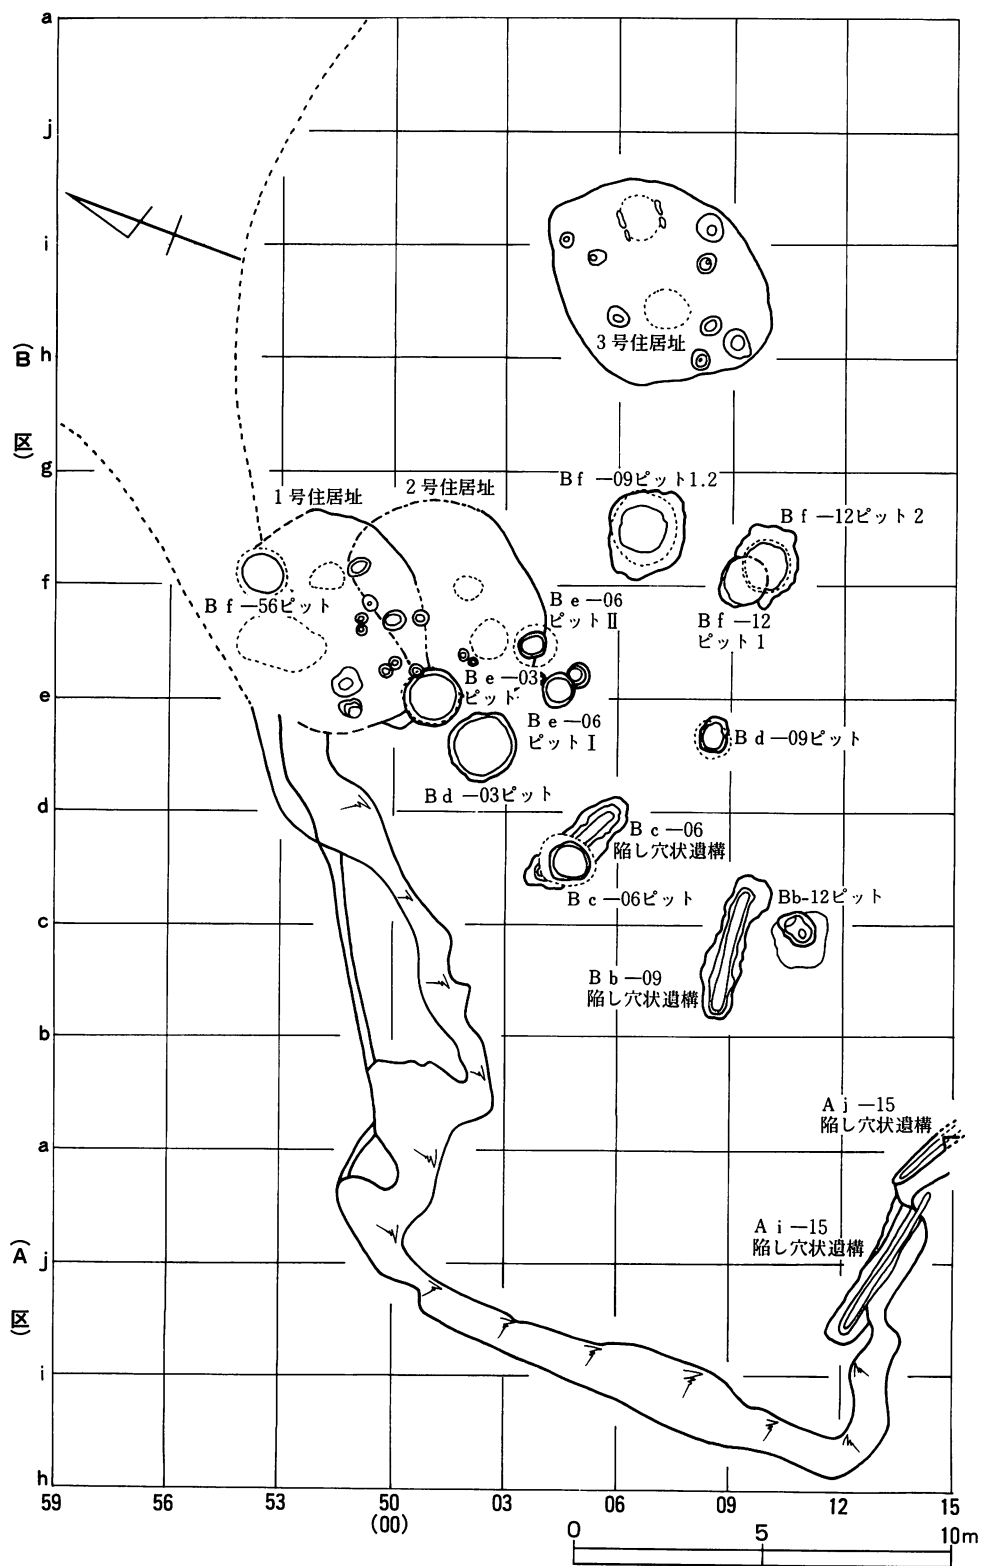 a
j
i
(B区)
h
3号住居址
g
1号住居址
2号住居址
Bf—09ピット1.2
Bf—12ピット2
f
Bf—56ピット
Be—06
ピットⅡ
Bf—12
ピット1
e
Be—03
ピット
Be—06
ピットⅠ
Bd—09ピット
Bd—03ピット
d
Bc—06
陥し穴状遺構
Bc—06ピット
Bb-12ピット
c
Bb—09
陥し穴状遺構
b
Aj—15
陥し穴状遺構
a
Ai—15
陥し穴状遺構
(A区)
j
i
h
59 56 53 50 03 06 09 12 15
(00)
0 5 10m